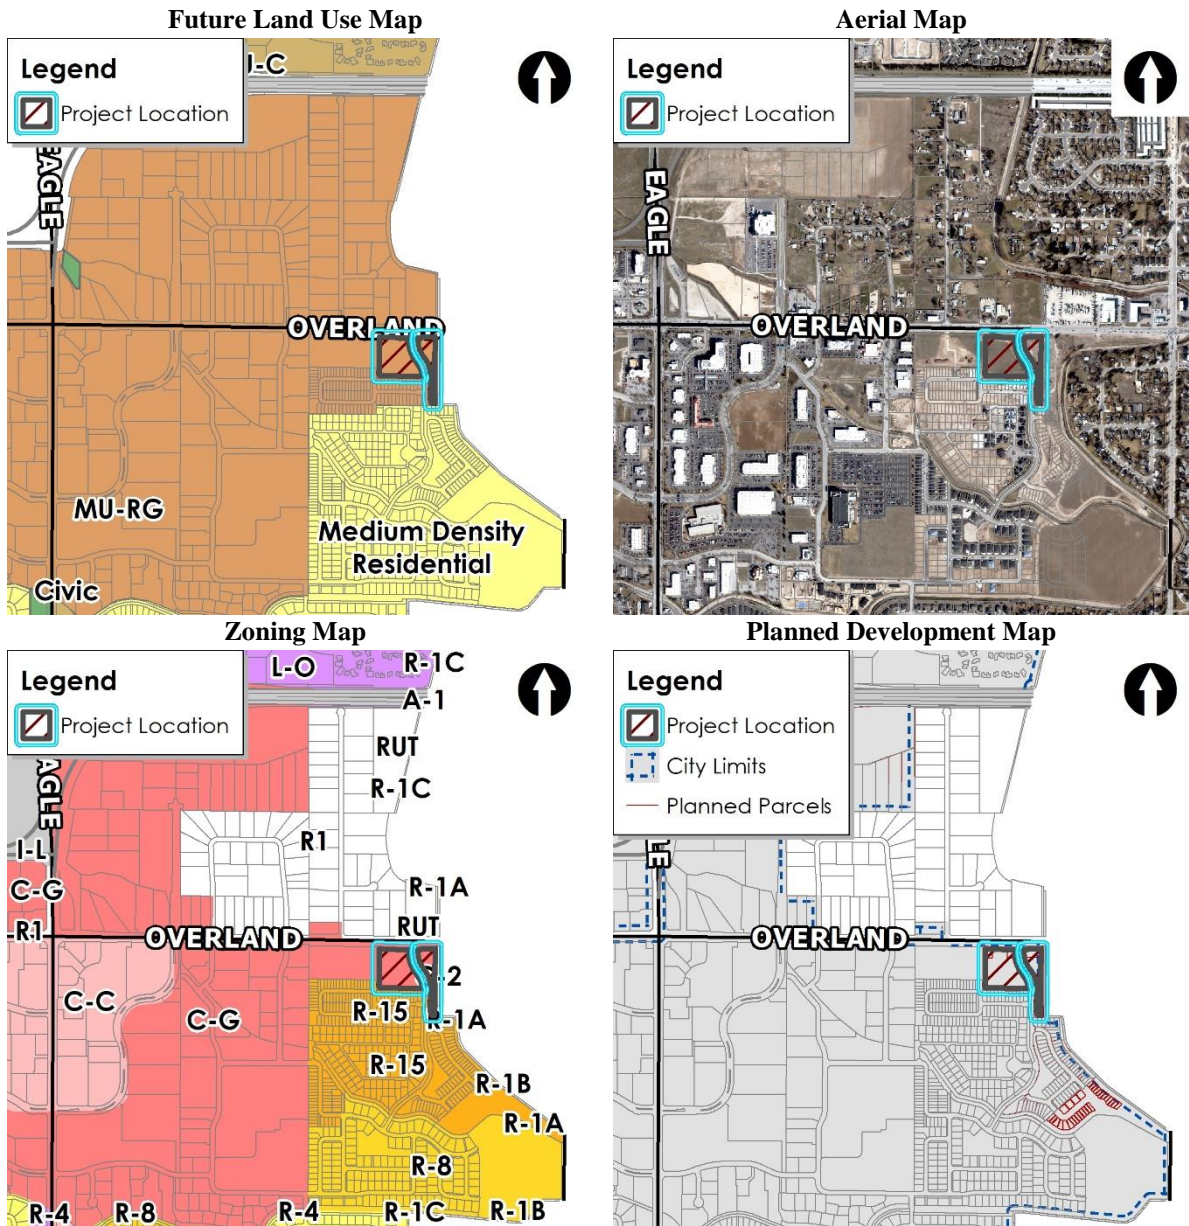 Future Land Use Map
Legend
Project Location
EAGLE
OVERLAND
MU-RG
Medium Density
Residential
Civic
Aerial Map
Legend
Project Location
EAGLE
OVERLAND
Zoning Map
Legend
Project Location
L-O
R-1C
A-1
RUT
R-1C
AGLE
I-L
C-G
R1
R1
R-1A
RUT
OVERLAND
C-C
C-G
R-15
R-1A
R-15
R-1B
R-1A
R-8
R-4
R-8
R-4
R-1C
R-1B
Planned Development Map
Legend
Project Location
City Limits
Planned Parcels
LE
OVERLAND